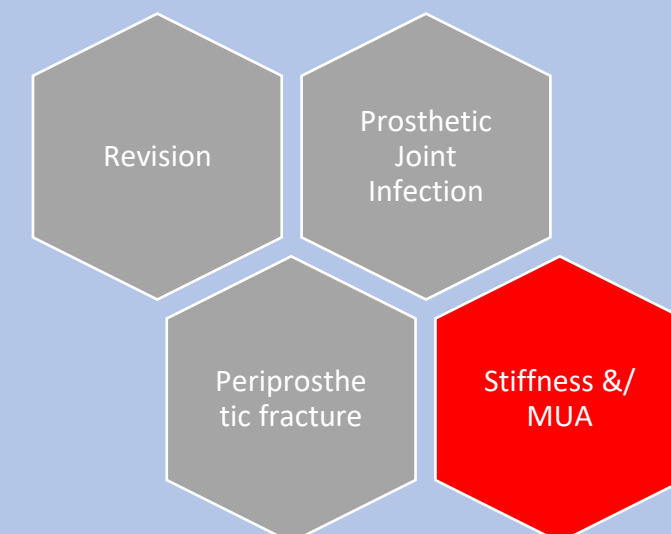 Revision
Prosthetic
Joint
Infection
Periprosthe
tic fracture
Stiffness &/
MUA